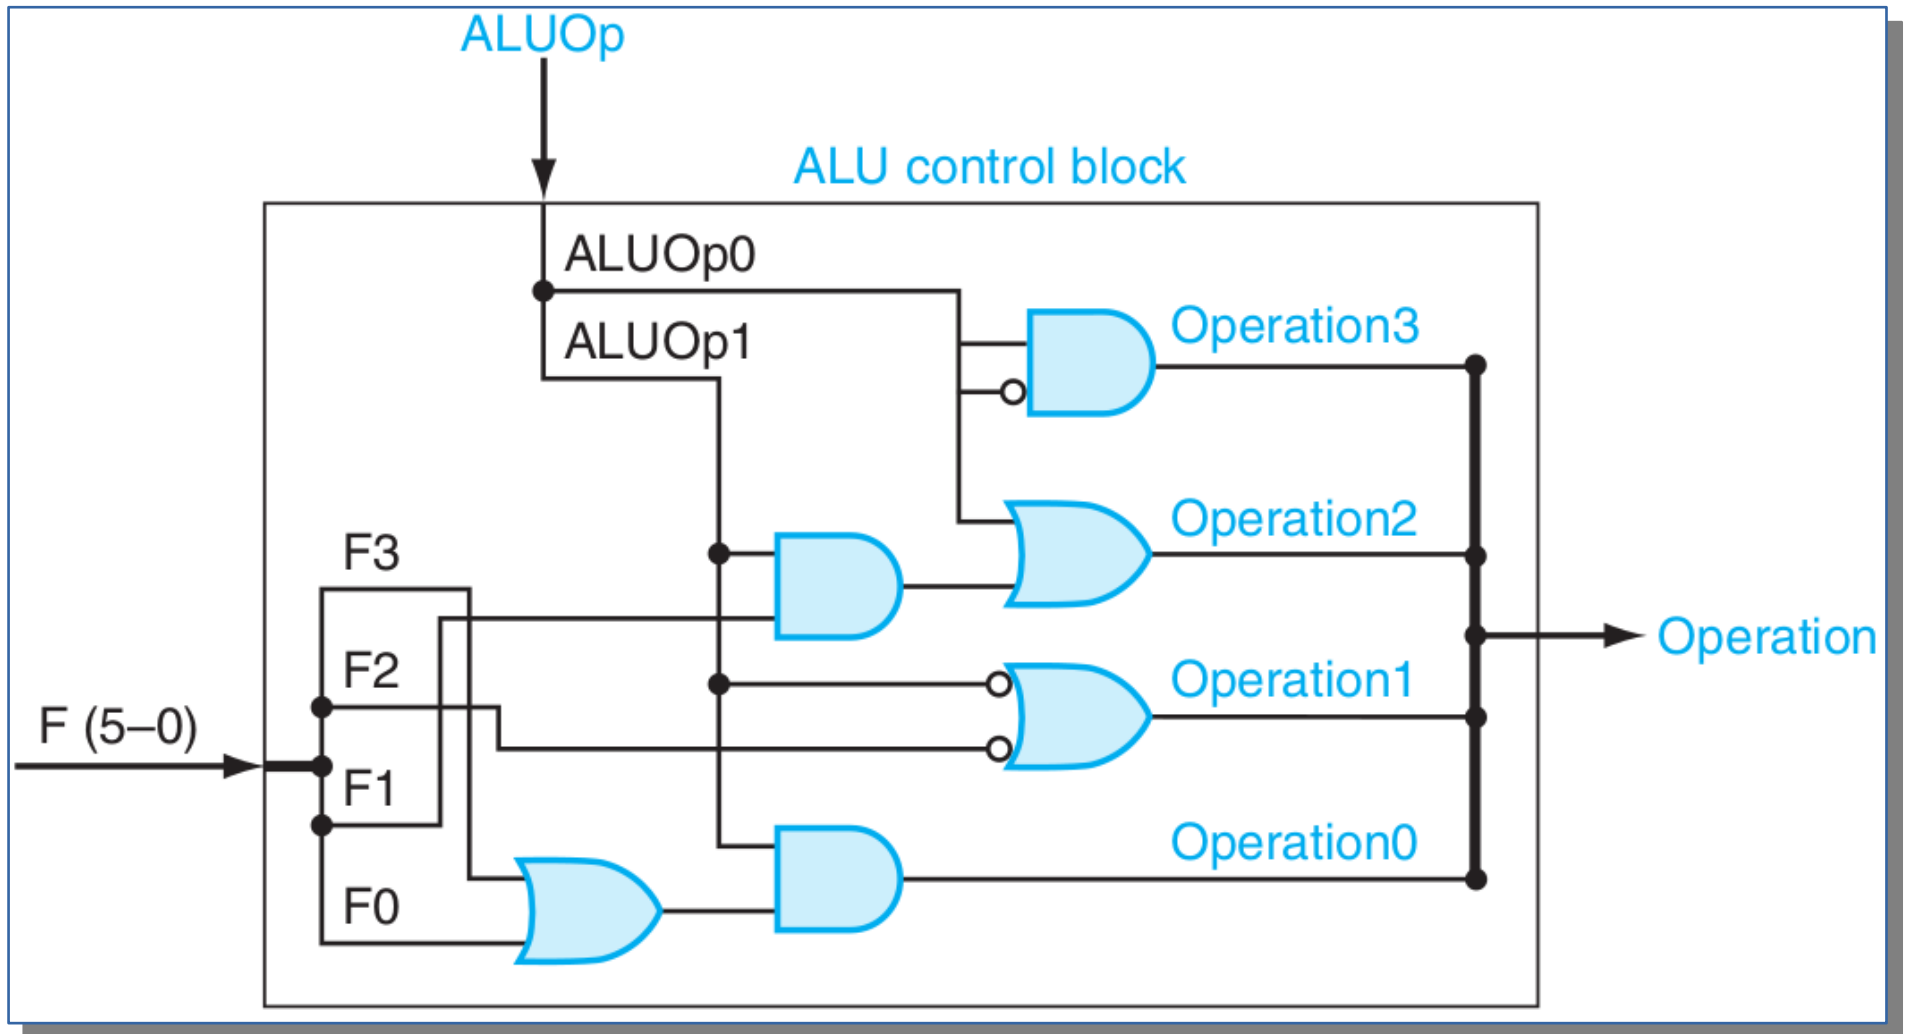 ALUOp
ALU control block
ALUOp0
Operation3
ALUOp1
Operation2
F3
Operation
F2
Operation1
F (5–0)
F1
Operation0
F0